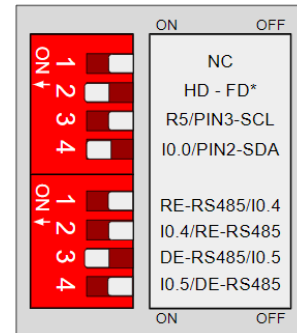 ON OFF
ON
1 NC
2 HD - FD*
3 R5/PIN3-SCL
4 I0.0/PIN2-SDA
ON
1 RE-RS485/I0.4
2 I0.4/RE-RS485
3 DE-RS485/I0.5
4 I0.5/DE-RS485
ON OFF